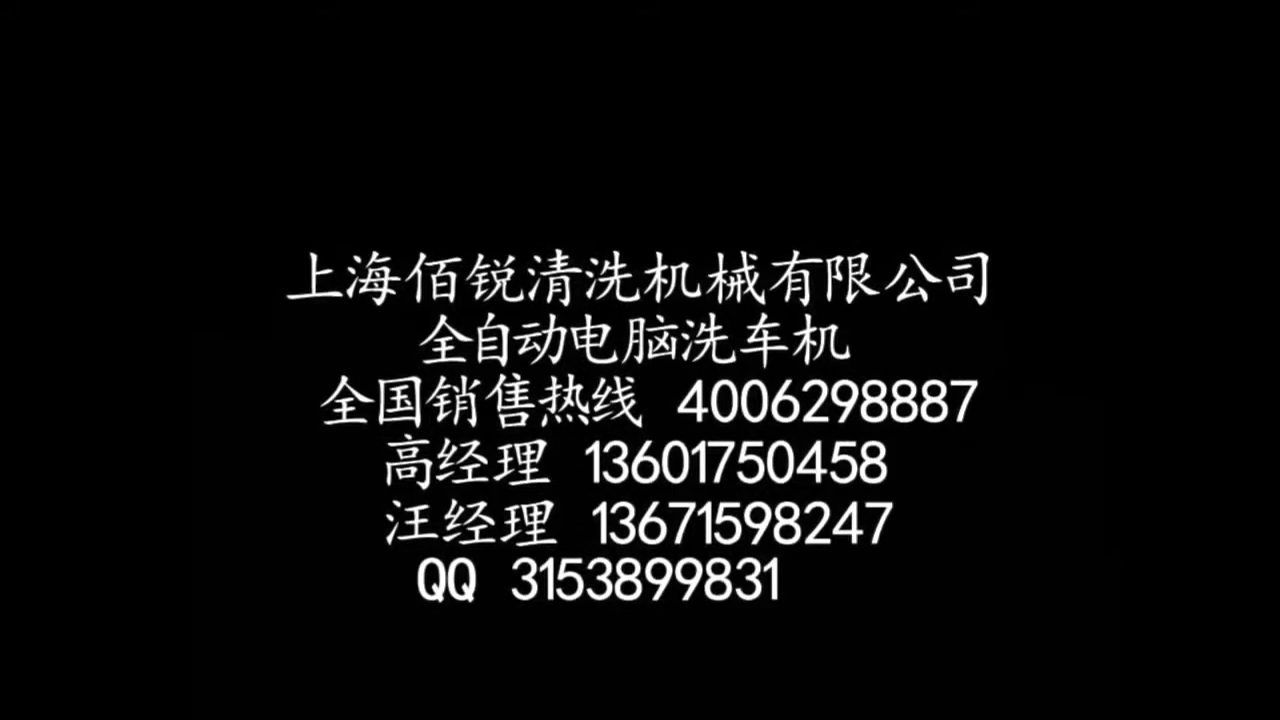 上海佰锐清洗机械有限公司
全自动电脑洗车机
全国销售热线 4006298887
高经理 13601750458
汪经理 13671598247
QQ 3153899831